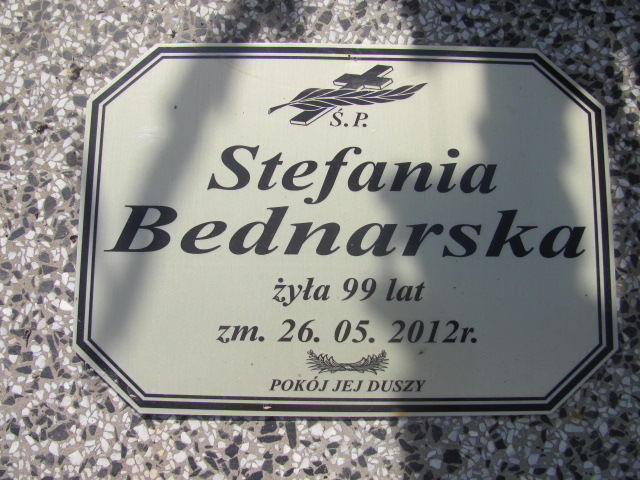 Ś.P.
Stefania
Bednarska
żyła 99 lat
zm. 26. 05. 2012r.
POKÓJ JEJ DUSZY